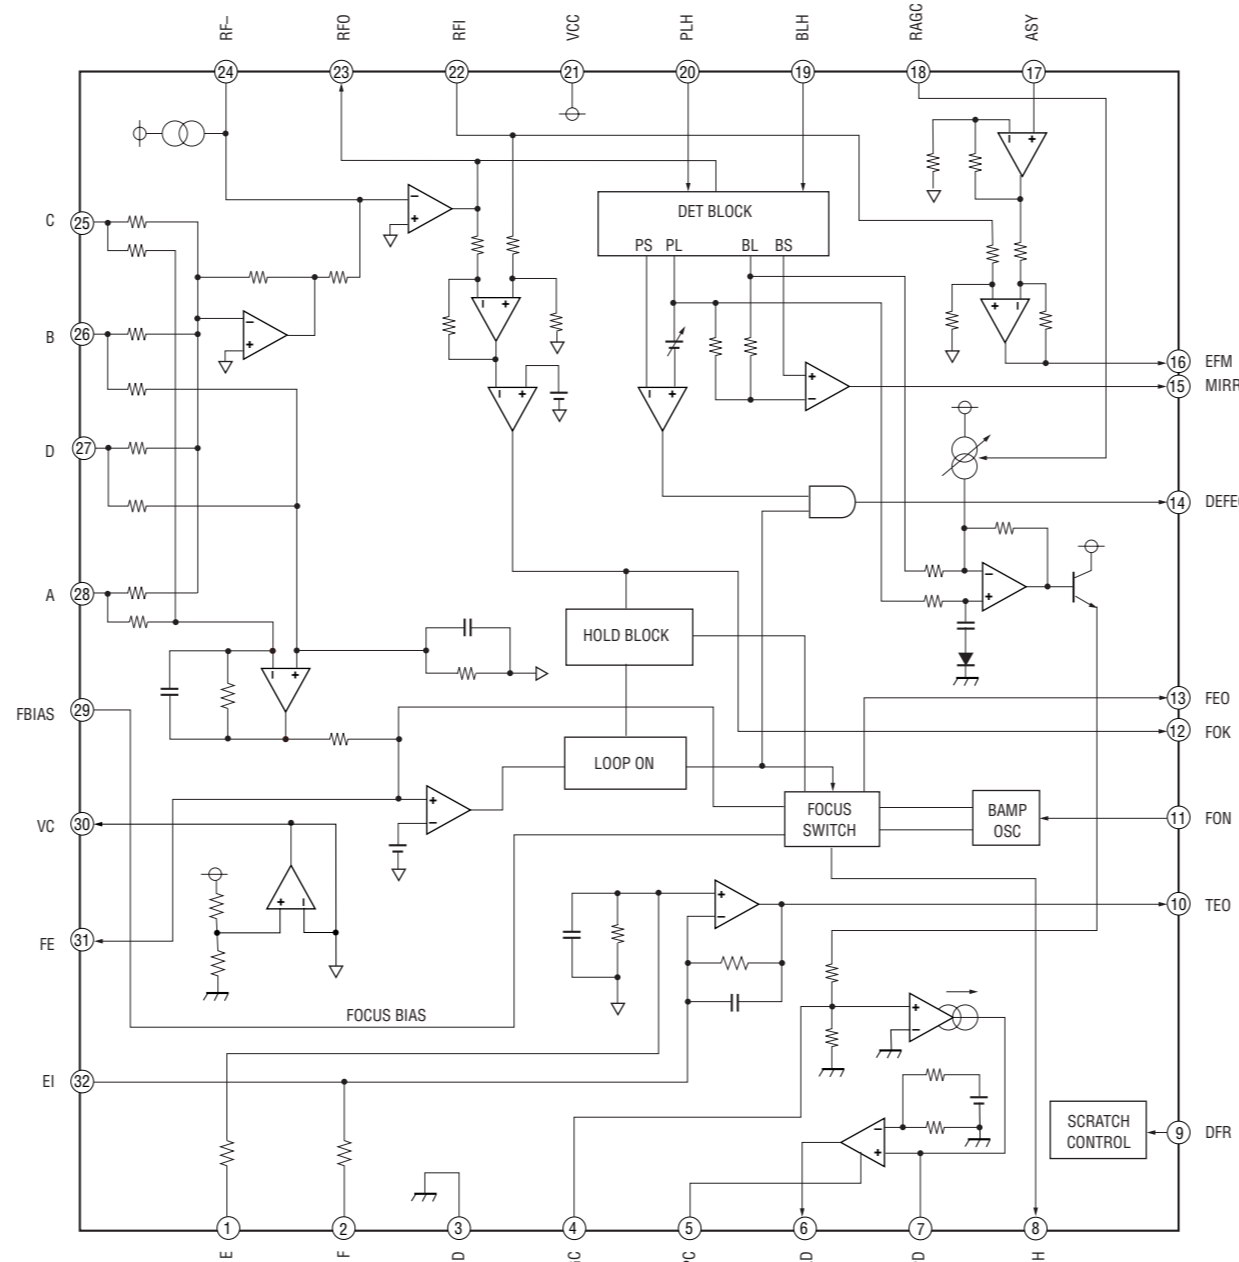 RF–
RFO
RFI
VCC
PLH
BLH
RAGC
ASY
24
23
22
21
20
19
18
17
C
25
DET BLOCK
PS PL BL BS
B
26
16
EFM
15
MIRR
D
27
14
A
28
HOLD BLOCK
13
FEO
FBIAS
29
12
FOK
LOOP ON
VC
30
FOCUS
SWITCH
BAMP
OSC
11
FON
10
TEO
FE
31
FOCUS BIAS
EI
32
SCRATCH
CONTROL
9
DFR
1
2
3
4
5
6
7
8
E
F